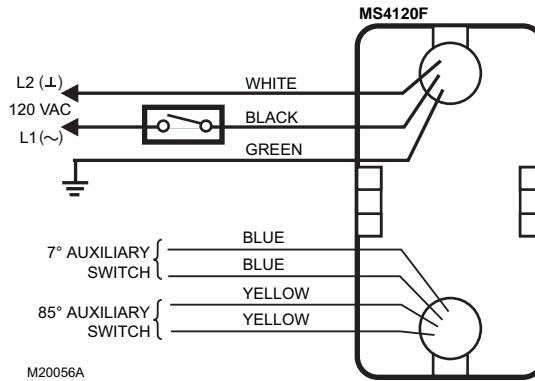 MS4120F
L2 (⊥)
WHITE
120 VAC
BLACK
L1 (~)
GREEN
BLUE
7° AUXILIARY
SWITCH
BLUE
YELLOW
85° AUXILIARY
SWITCH
YELLOW
M20056A